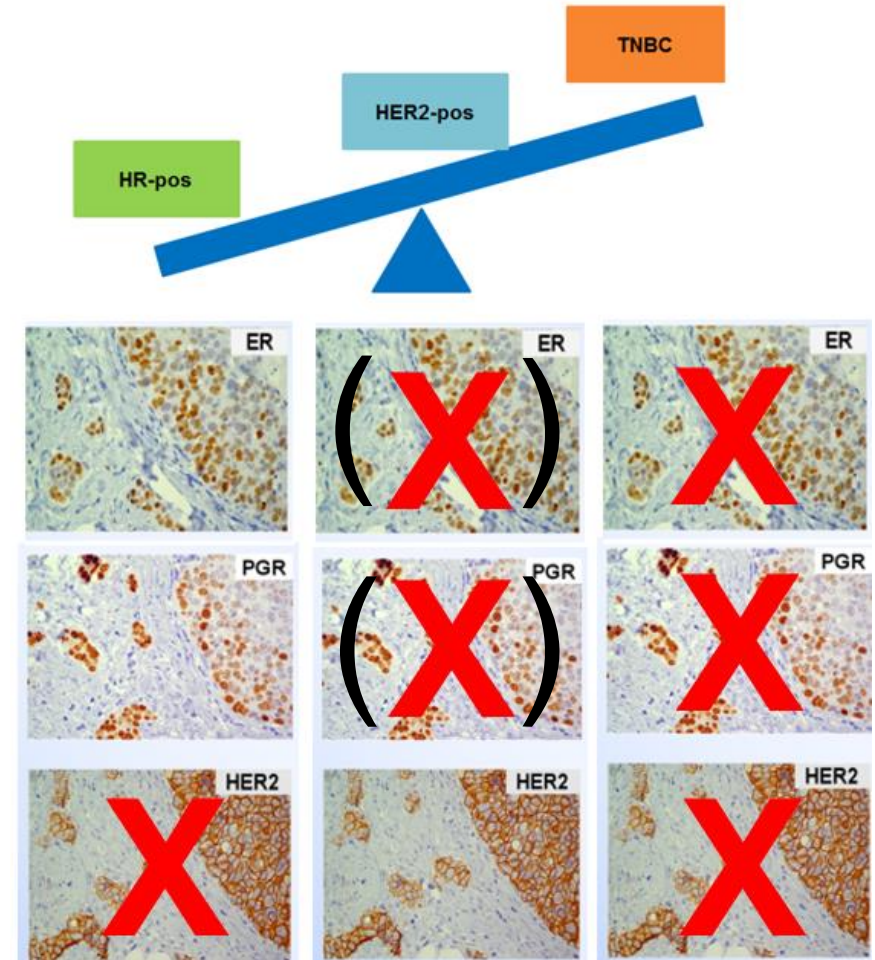 TNBC
HER2-pos
HR-pos
ER
ER
ER
PGR
PGR
PGR
HER2
HER2
HER2